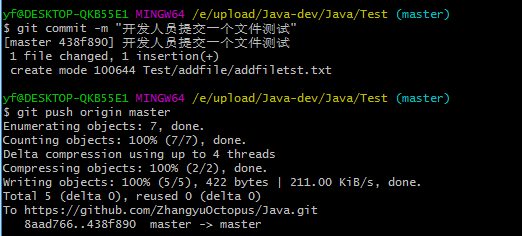 yf@DESKTOP-QKB55E1 MINGW64 /e/upload/Java-dev/Java/Test (master)
$ git commit -m "开发人员提交一个文件测试"
[master 438f890] 开发人员提交一个文件测试
 1 file changed, 1 insertion(+)
 create mode 100644 Test/addfile/addfiletst.txt

yf@DESKTOP-QKB55E1 MINGW64 /e/upload/Java-dev/Java/Test (master)
$ git push origin master
Enumerating objects: 7, done.
Counting objects: 100% (7/7), done.
Delta compression using up to 4 threads
Compressing objects: 100% (2/2), done.
Writing objects: 100% (5/5), 422 bytes | 211.00 KiB/s, done.
Total 5 (delta 0), reused 0 (delta 0)
To https://github.com/ZhangyuOctopus/Java.git
   8aad766..438f890  master -> master